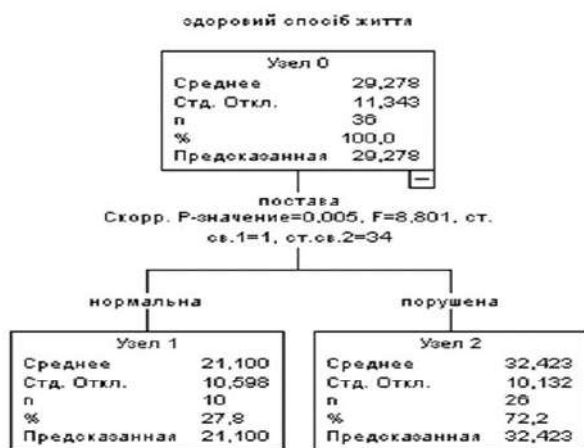 здоровий спосіб життя
Узел 0
Среднее 29,278
Стд. Откл. 11,343
n 36
% 100,0
Предсказанная 29,278
постава
Скорр. Р-значение=0,005, F=8,801, ст.
св.1=1, ст.св.2=34
нормальна
порушена
Узел 1
Среднее 21,100
Стд. Откл. 10,598
n 10
% 27,8
Предсказанная 21,100
Узел 2
Среднее 32,423
Стд. Откл. 10,132
n 26
% 72,2
Предсказанная 32,423